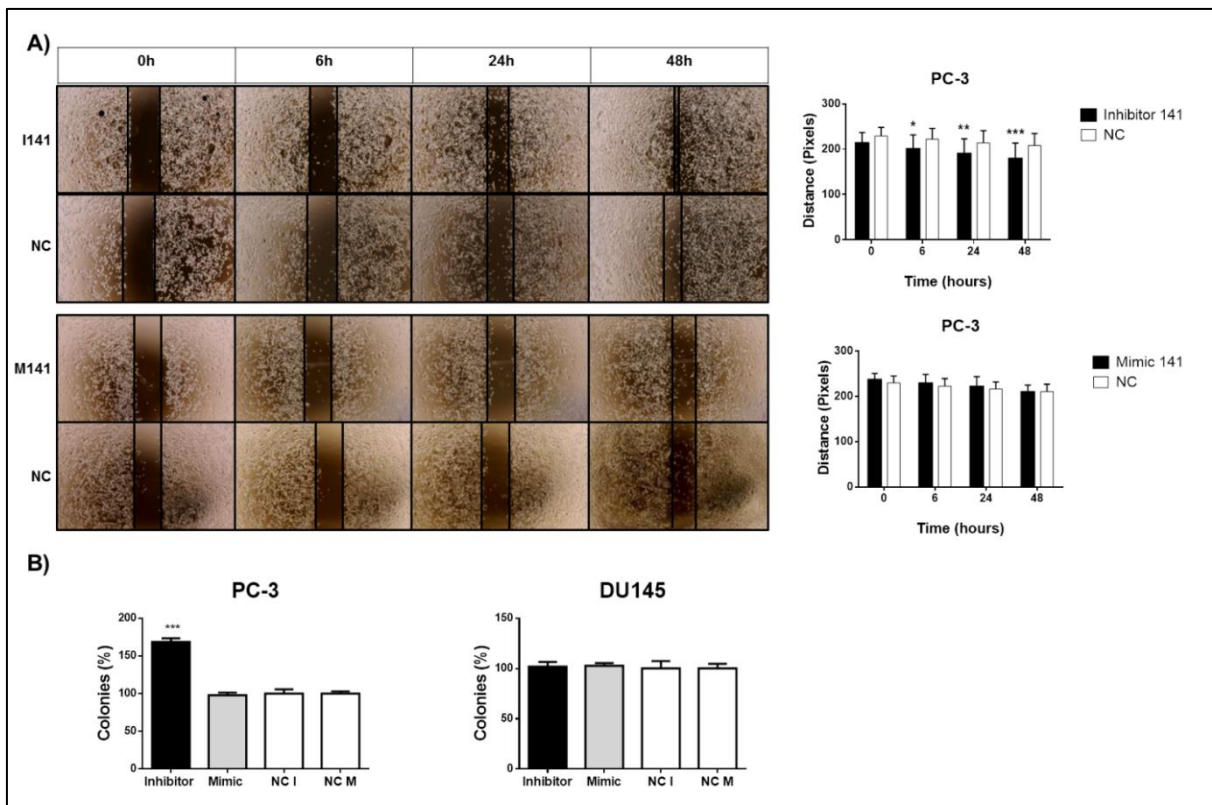 A)
0h 6h 24h 48h
I141
NC
M141
NC
PC-3
Distance (Pixels)
300
200
100
0
* ** ***
0 6 24 48
Time (hours)
Inhibitor 141
NC
PC-3
Distance (Pixels)
300
200
100
0
0 6 24 48
Time (hours)
Mimic 141
NC
B)
PC-3
Colonies (%)
200
150
100
50
0
***
Inhibitor Mimic NC I NC M
DU145
Colonies (%)
150
100
50
0
Inhibitor Mimic NC I NC M